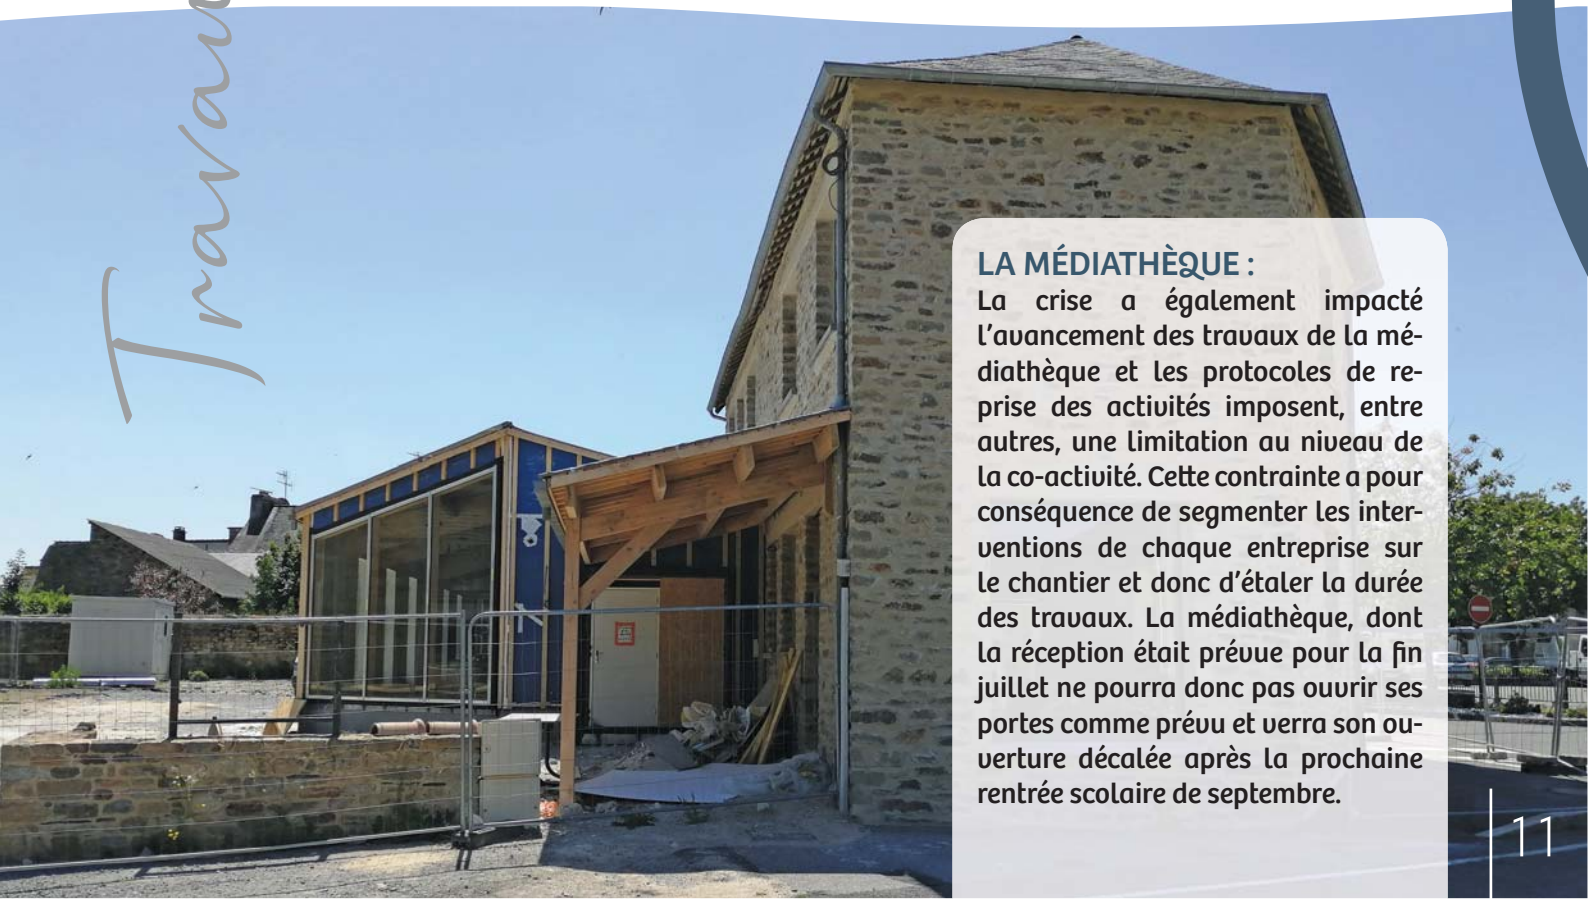 Travau
LA MÉDIATHÈQUE :
La crise a également impacté
l'avancement des travaux de la mé-
diathèque et les protocoles de re-
prise des activités imposent, entre
autres, une limitation au niveau de
la co-activité. Cette contrainte a pour
conséquence de segmenter les inter-
ventions de chaque entreprise sur
le chantier et donc d'étaler la durée
des travaux. La médiathèque, dont
la réception était prévue pour la fin
juillet ne pourra donc pas ouvrir ses
portes comme prévu et verra son ou-
verture décalée après la prochaine
rentrée scolaire de septembre.
11